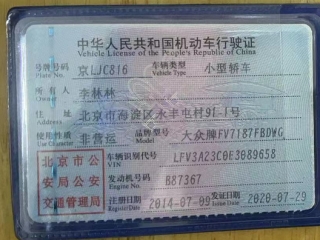 中华人民共和国机动车行驶证
Vehicle License of the People's Republic of China
号牌号码 京LJC816 车辆类型 小型轿车
Plate No. Vehicle Type
所有人 李林林
Owner
住址 北京市海淀区永丰屯村91-1号
Address
使用性质 非营运 品牌型号 大众牌FV7187FBDWG
Use Character Model
北京市公 车辆识别代号 LFV3A23C0E3089658
VIN
安局公安 发动机号码 B87367
Engine No.
交通管理局 注册日期 2014-07-09 发证日期 2020-07-29
Register Date Issue Date